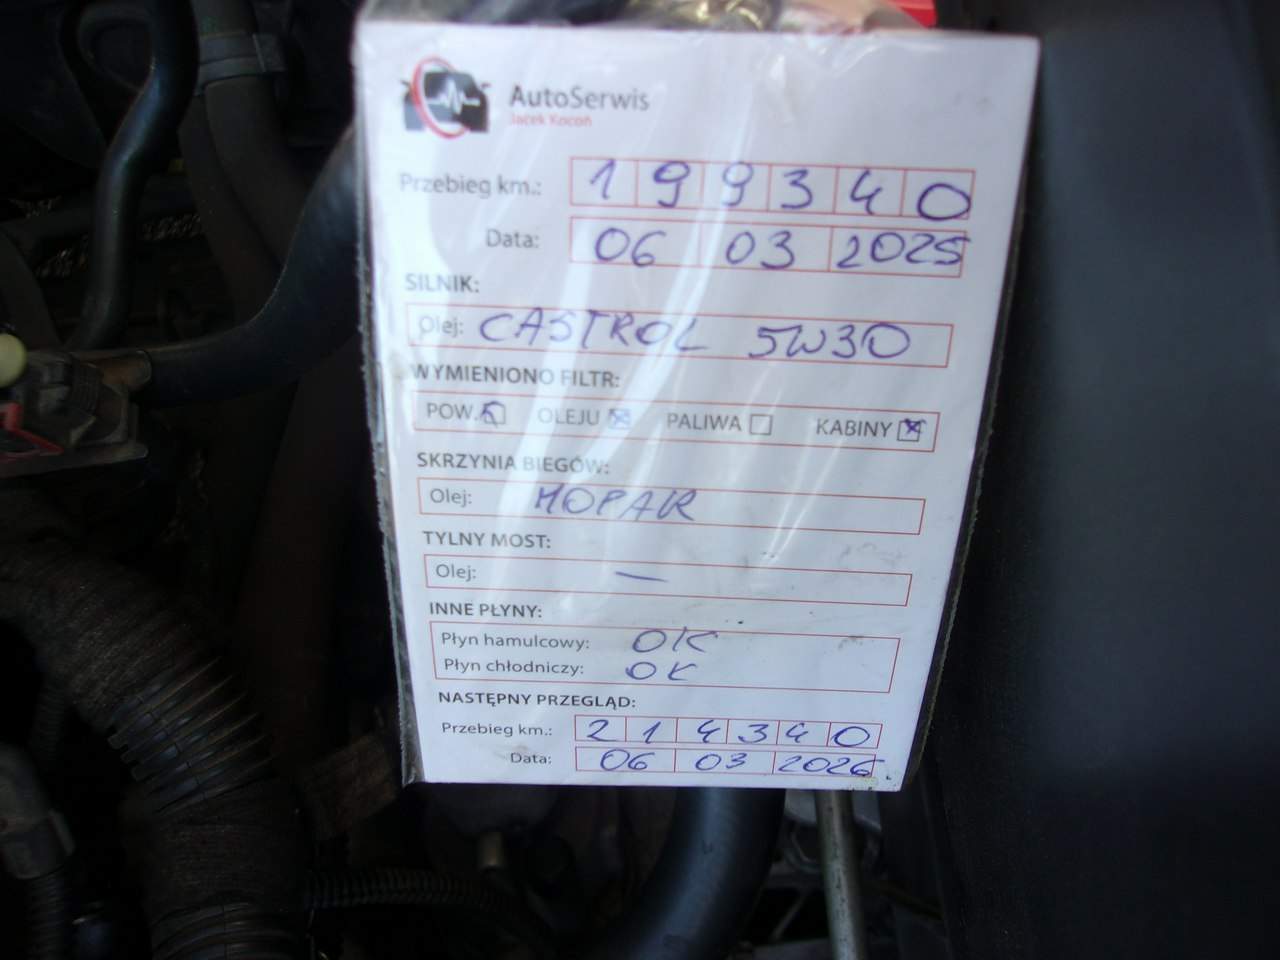 AutoSerwis
Jacek Kocoń
Przebieg km.: 199340
Data: 06 03 2025
SILNIK:
Olej: CASTROL 5W30
WYMIENIONO FILTR:
POW. OLEJU PALIWA KABINY
SKRZYNIA BIEGÓW:
Olej: MOPAR
TYLNY MOST:
Olej: —
INNE PŁYNY:
Płyn hamulcowy: OK
Płyn chłodniczy: OK
NASTĘPNY PRZEGLĄD:
Przebieg km.: 214340
Data: 06 03 2026